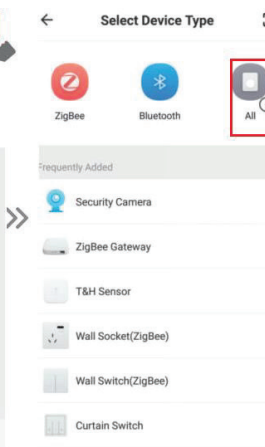 Select Device Type
ZigBee Bluetooth All
Frequently Added
Security Camera
ZigBee Gateway
T&H Sensor
Wall Socket(ZigBee)
Wall Switch(ZigBee)
Curtain Switch